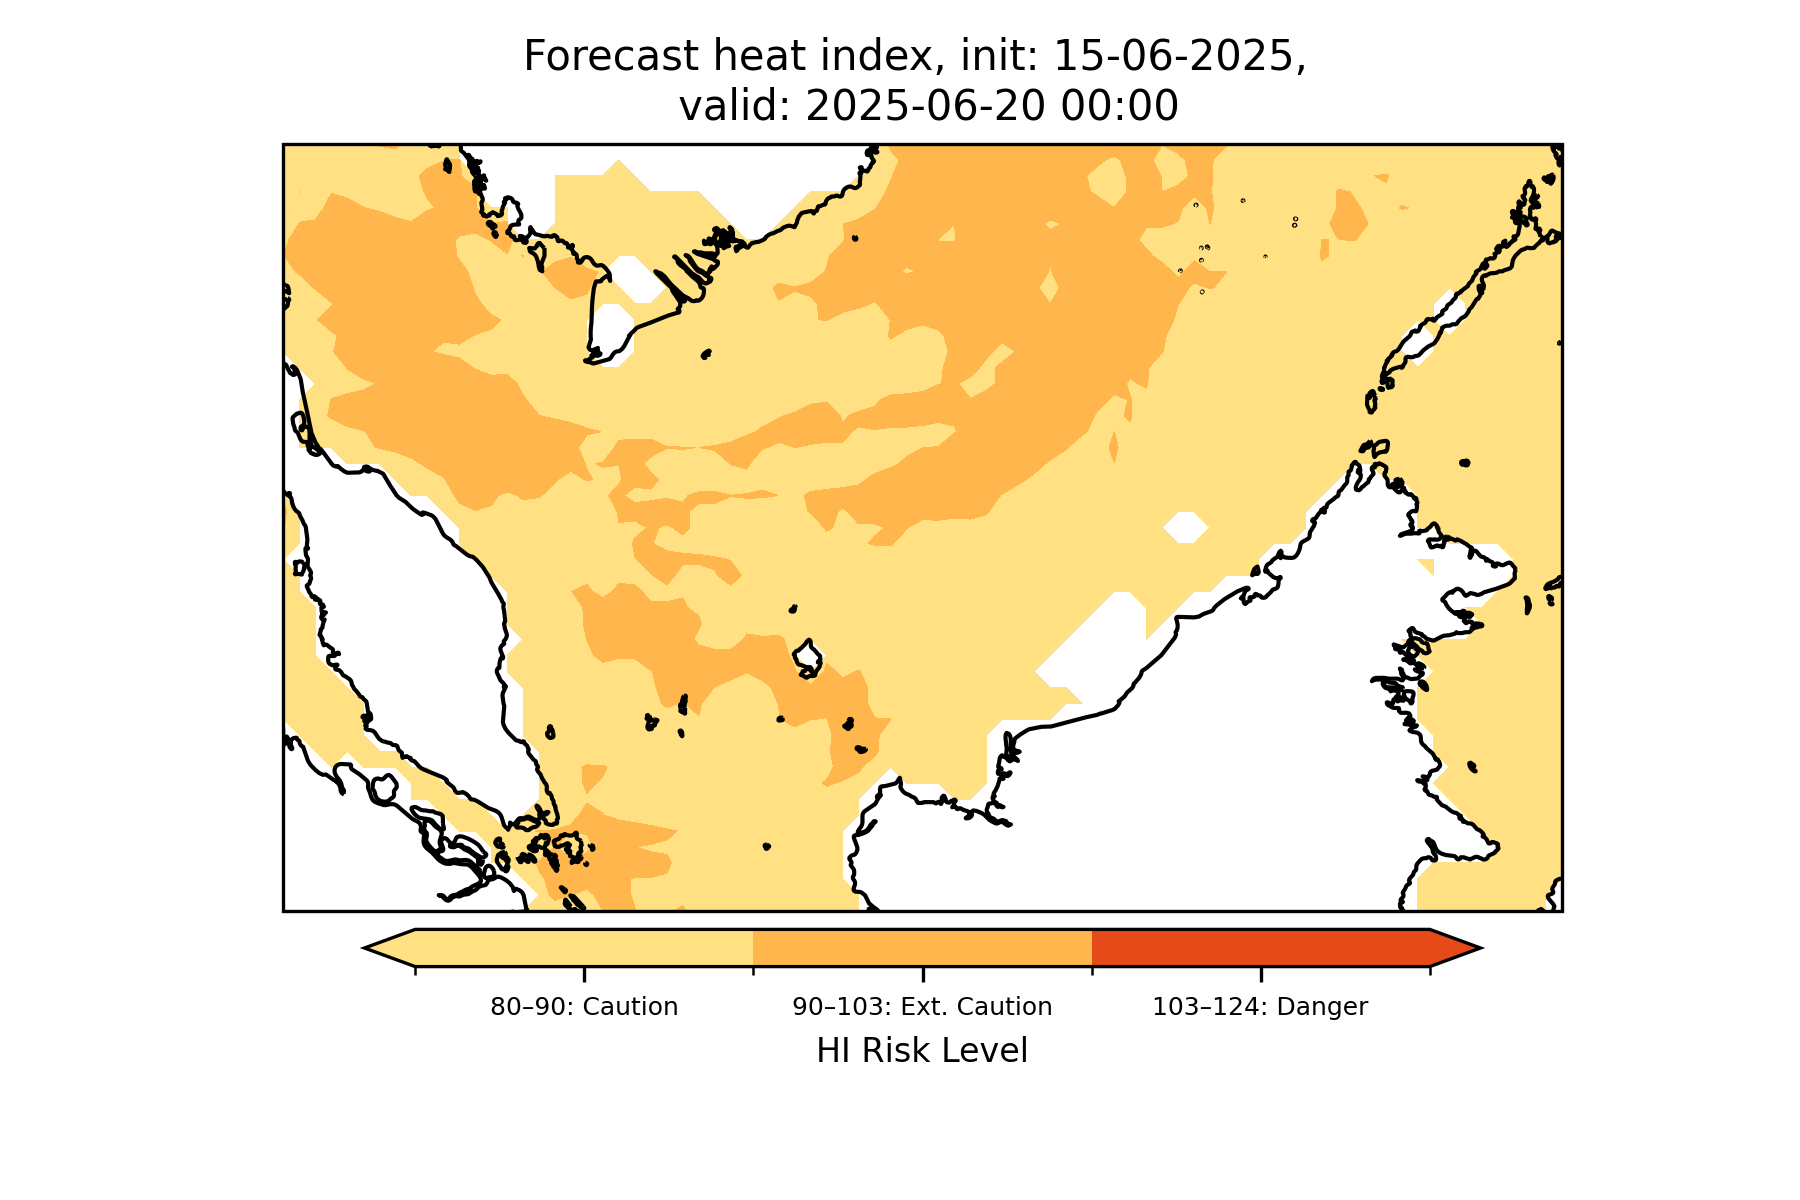 Forecast heat index, init: 15-06-2025,
valid: 2025-06-20 00:00
80–90: Caution
90–103: Ext. Caution
103–124: Danger
HI Risk Level